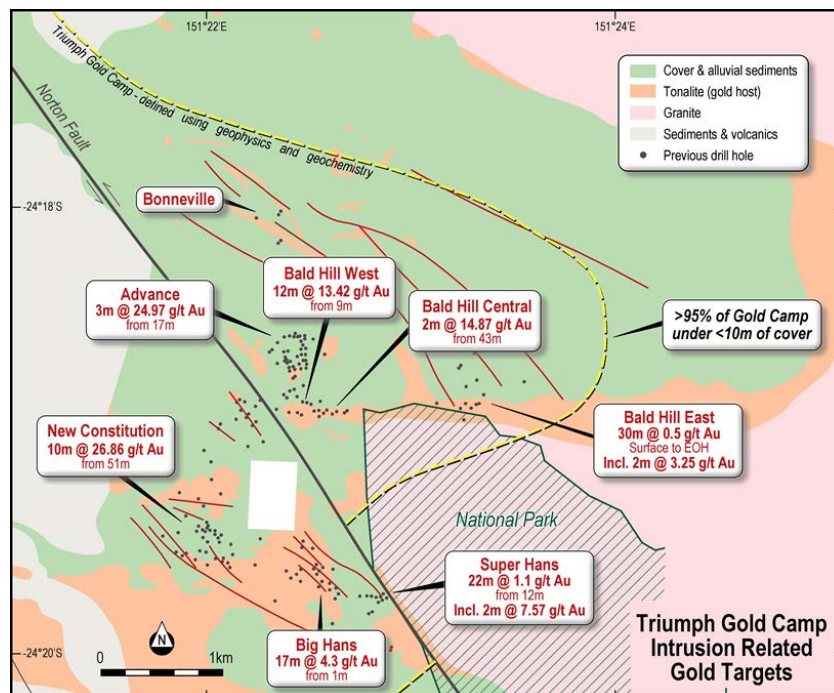 151°22'E
151°24'E
Triumph Gold Camp - defined using geophysics and geochemistry
Norton Fault
Cover & alluvial sediments
Tonalite (gold host)
Granite
Sediments & volcanics
Previous drill hole
-24°18'S
Bonneville
Bald Hill West
12m @ 13.42 g/t Au
from 9m
Advance
3m @ 24.97 g/t Au
from 17m
Bald Hill Central
2m @ 14.87 g/t Au
from 43m
>95% of Gold Camp
under <10m of cover
New Constitution
10m @ 26.86 g/t Au
from 51m
Bald Hill East
30m @ 0.5 g/t Au
Surface to EOH
Incl. 2m @ 3.25 g/t Au
National Park
Super Hans
22m @ 1.1 g/t Au
from 12m
Incl. 2m @ 7.57 g/t Au
-24°20'S
N
0
1km
Big Hans
17m @ 4.3 g/t Au
from 1m
Triumph Gold Camp
Intrusion Related
Gold Targets